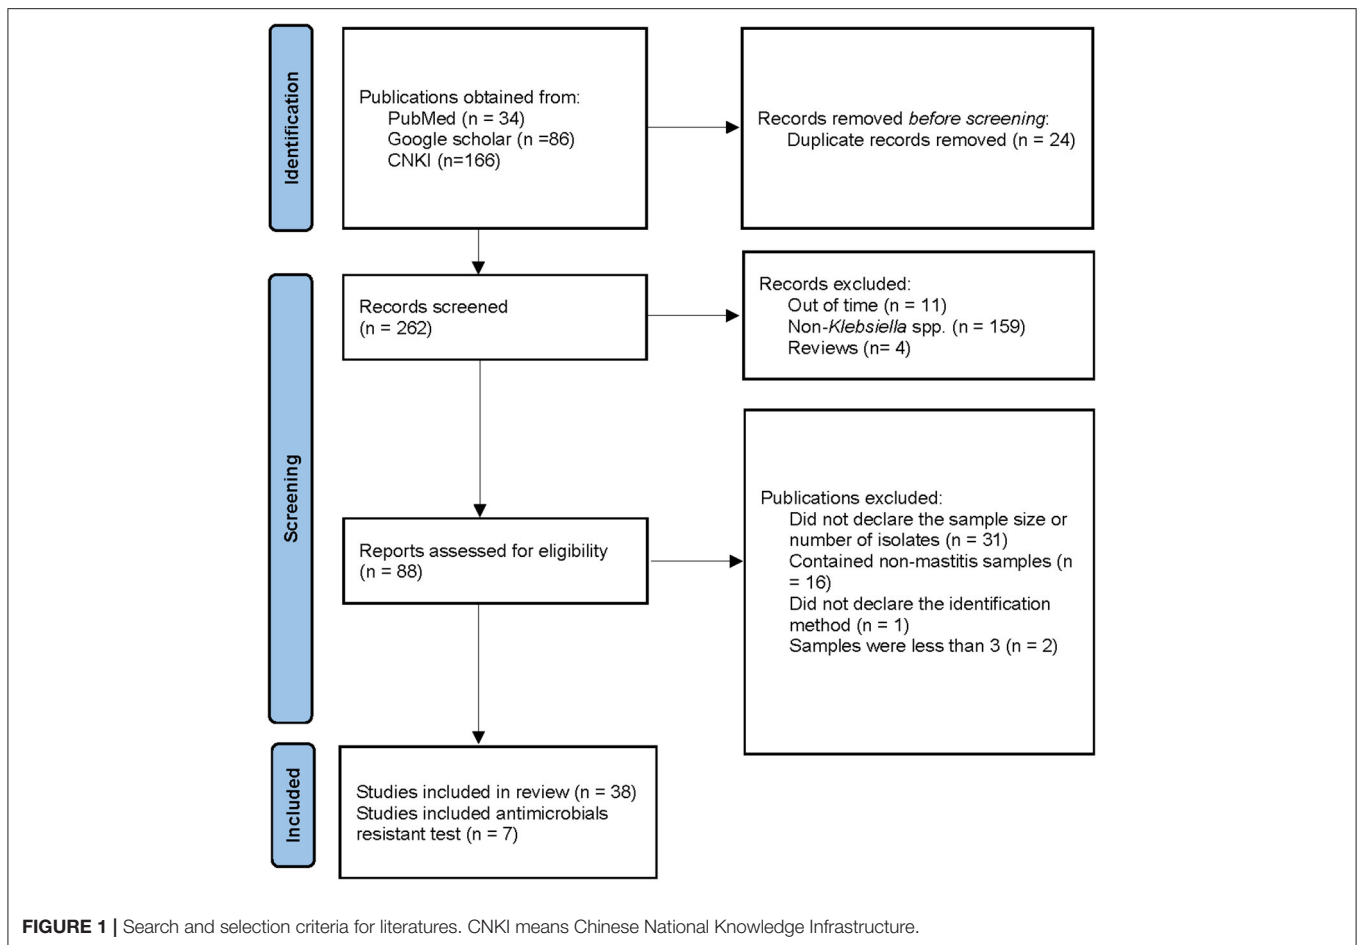 Identification
Publications obtained from:
PubMed (n = 34)
Google scholar (n =86)
CNKI (n=166)
Records removed before screening:
Duplicate records removed (n = 24)
Screening
Records screened
(n = 262)
Records excluded:
Out of time (n = 11)
Non-Klebsiella spp. (n = 159)
Reviews (n= 4)
Reports assessed for eligibility
(n = 88)
Publications excluded:
Did not declare the sample size or
number of isolates (n = 31)
Contained non-mastitis samples (n
= 16)
Did not declare the identification
method (n = 1)
Samples were less than 3 (n = 2)
Included
Studies included in review (n = 38)
Studies included antimicrobials
resistant test (n = 7)
FIGURE 1 | Search and selection criteria for literatures. CNKI means Chinese National Knowledge Infrastructure.